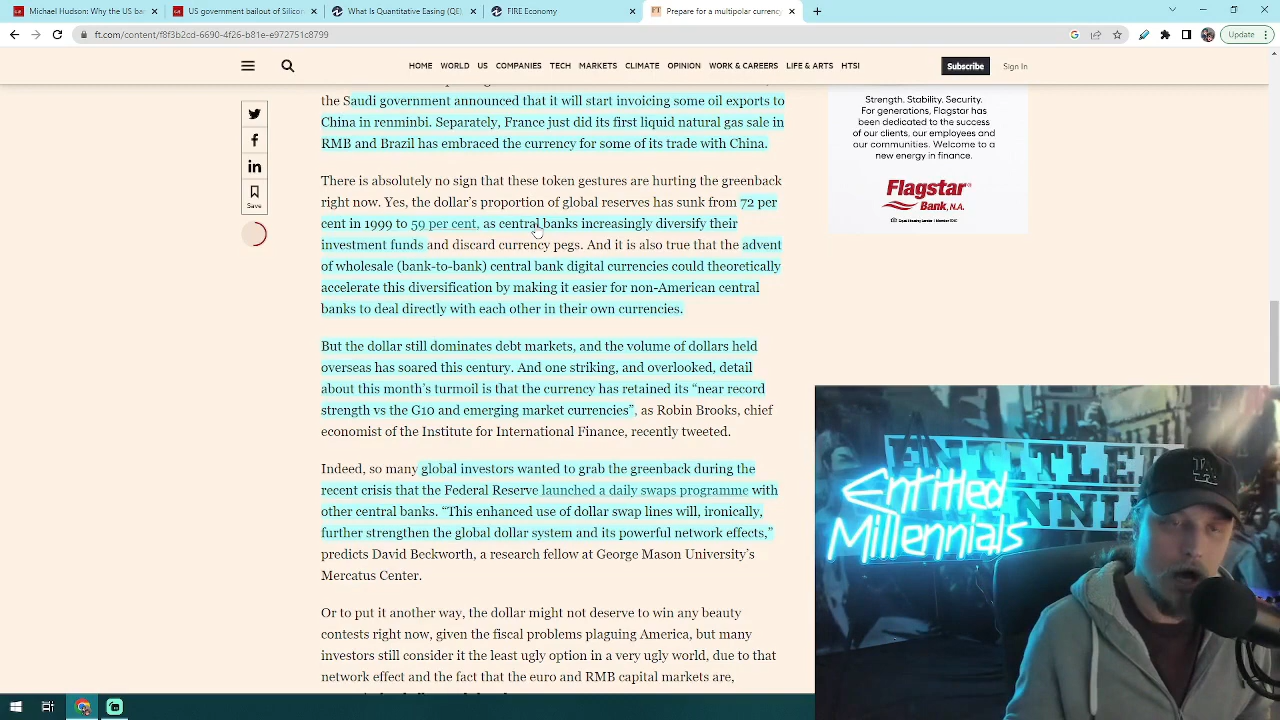 Michael Hudson: Why the US ba
US government bailout of Silicon
What Is Quantitative Easing (QE)
FIRE Economy
Prepare for a multipolar currency
ft.com/content/f8f3b2cd-6690-4f26-b81e-e972751c8799
Update
HOME WORLD US COMPANIES TECH MARKETS CLIMATE OPINION WORK & CAREERS LIFE & ARTS HTSI
Subscribe
Sign In
Save
the Saudi government announced that it will start invoicing some oil exports to
China in renminbi. Separately, France just did its first liquid natural gas sale in
RMB and Brazil has embraced the currency for some of its trade with China.
There is absolutely no sign that these token gestures are hurting the greenback
right now. Yes, the dollar's proportion of global reserves has sunk from 72 per
cent in 1999 to 59 per cent, as central banks increasingly diversify their
investment funds and discard currency pegs. And it is also true that the advent
of wholesale (bank-to-bank) central bank digital currencies could theoretically
accelerate this diversification by making it easier for non-American central
banks to deal directly with each other in their own currencies.
But the dollar still dominates debt markets, and the volume of dollars held
overseas has soared this century. And one striking, and overlooked, detail
about this month's turmoil is that the currency has retained its “near record
strength vs the G10 and emerging market currencies”, as Robin Brooks, chief
economist of the Institute for International Finance, recently tweeted.
Indeed, so many global investors wanted to grab the greenback during the
recent crisis that the Federal Reserve launched a daily swaps programme with
other central banks. “This enhanced use of dollar swap lines will, ironically,
further strengthen the global dollar system and its powerful network effects,”
predicts David Beckworth, a research fellow at George Mason University's
Mercatus Center.
Or to put it another way, the dollar might not deserve to win any beauty
contests right now, given the fiscal problems plaguing America, but many
investors still consider it the least ugly option in a very ugly world, due to that
network effect and the fact that the euro and RMB capital markets are,
Strength. Stability. Security.
For generations, Flagstar has
been dedicated to the success
of our clients, our employees and
our communities. Welcome to a
new energy in finance.
Flagstar
Bank, N.A.
Entitled
Millennials
LA